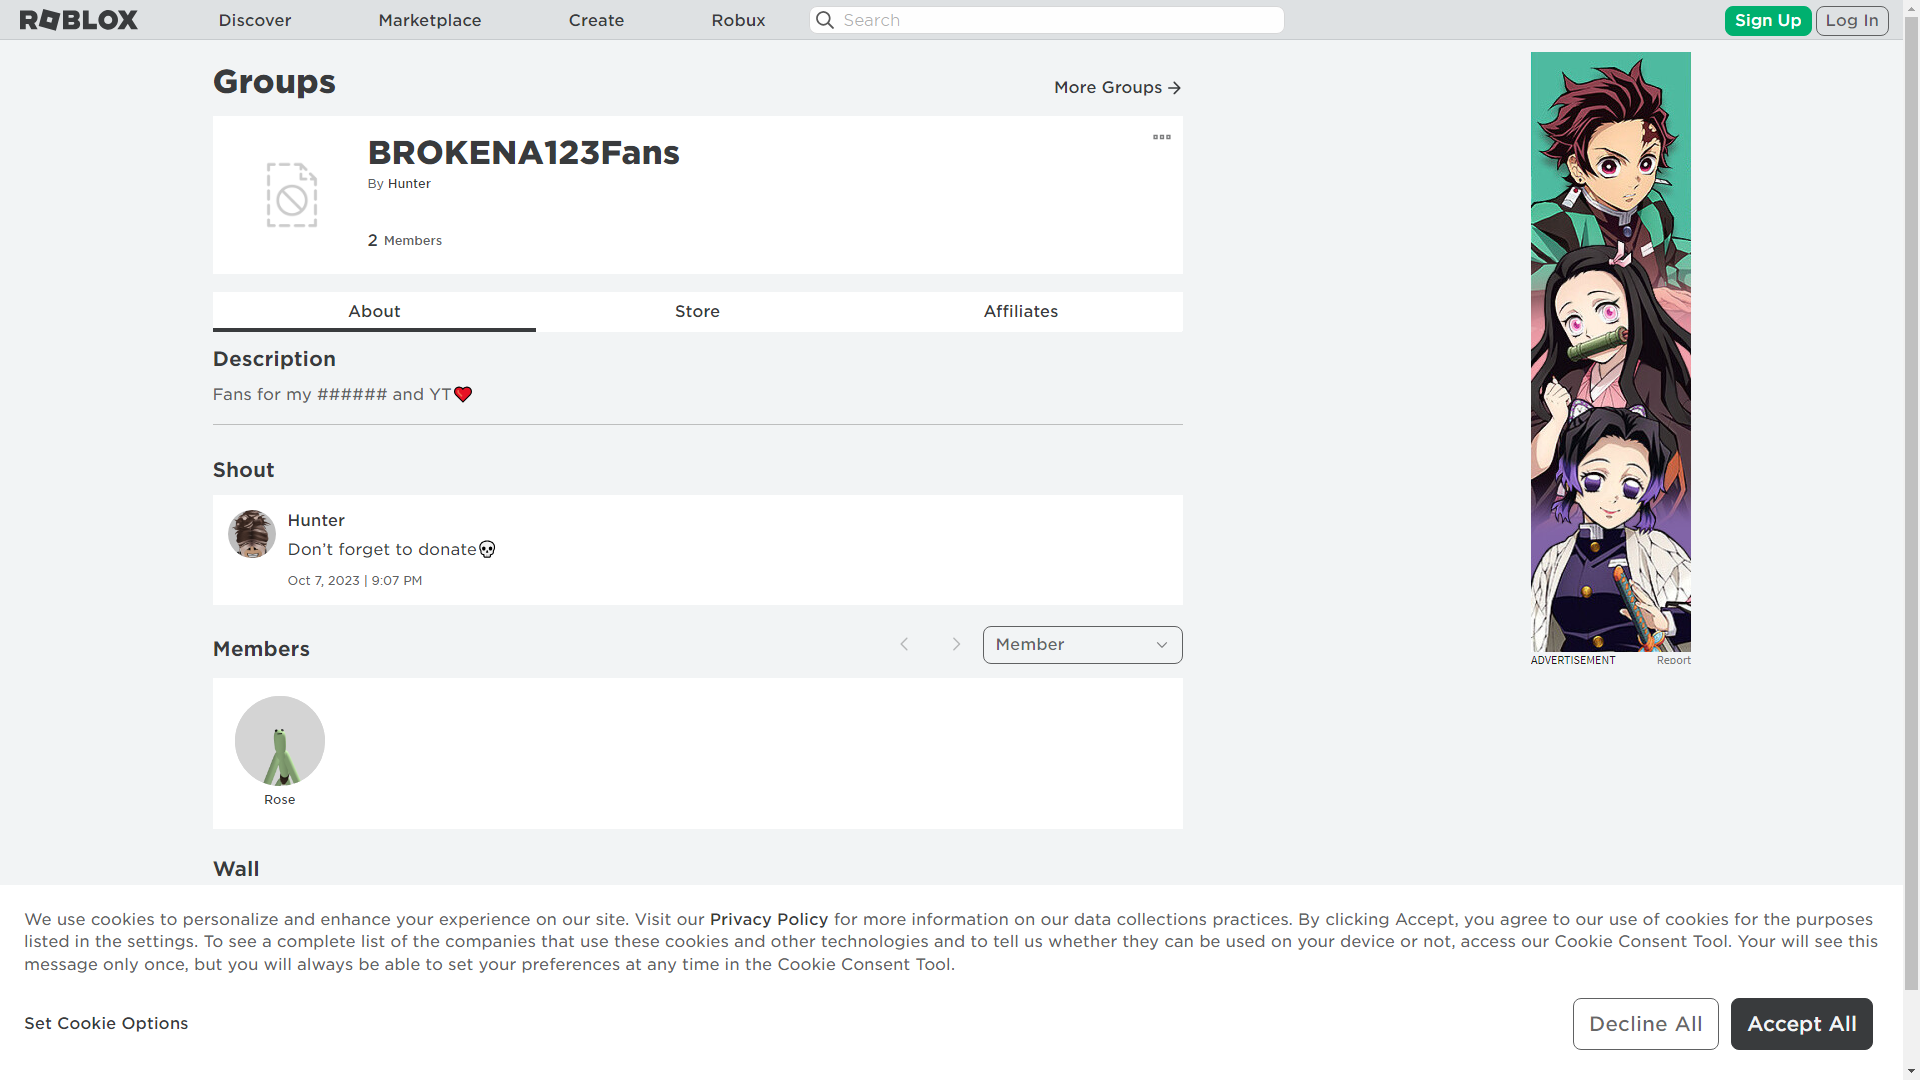 ROBLOX
Discover
Marketplace
Create
Robux
Search
Sign Up
Log In
Groups
More Groups →
BROKENA123Fans
By Hunter
2 Members
About
Store
Affiliates
Description
Fans for my ###### and YT❤️
Shout
Hunter
Don’t forget to donate💀
Oct 7, 2023 | 9:07 PM
Members
Member
Rose
Wall
ADVERTISEMENT
Report
We use cookies to personalize and enhance your experience on our site. Visit our Privacy Policy for more information on our data collections practices. By clicking Accept, you agree to our use of cookies for the purposes
listed in the settings. To see a complete list of the companies that use these cookies and other technologies and to tell us whether they can be used on your device or not, access our Cookie Consent Tool. Your will see this
message only once, but you will always be able to set your preferences at any time in the Cookie Consent Tool.
Set Cookie Options
Decline All
Accept All